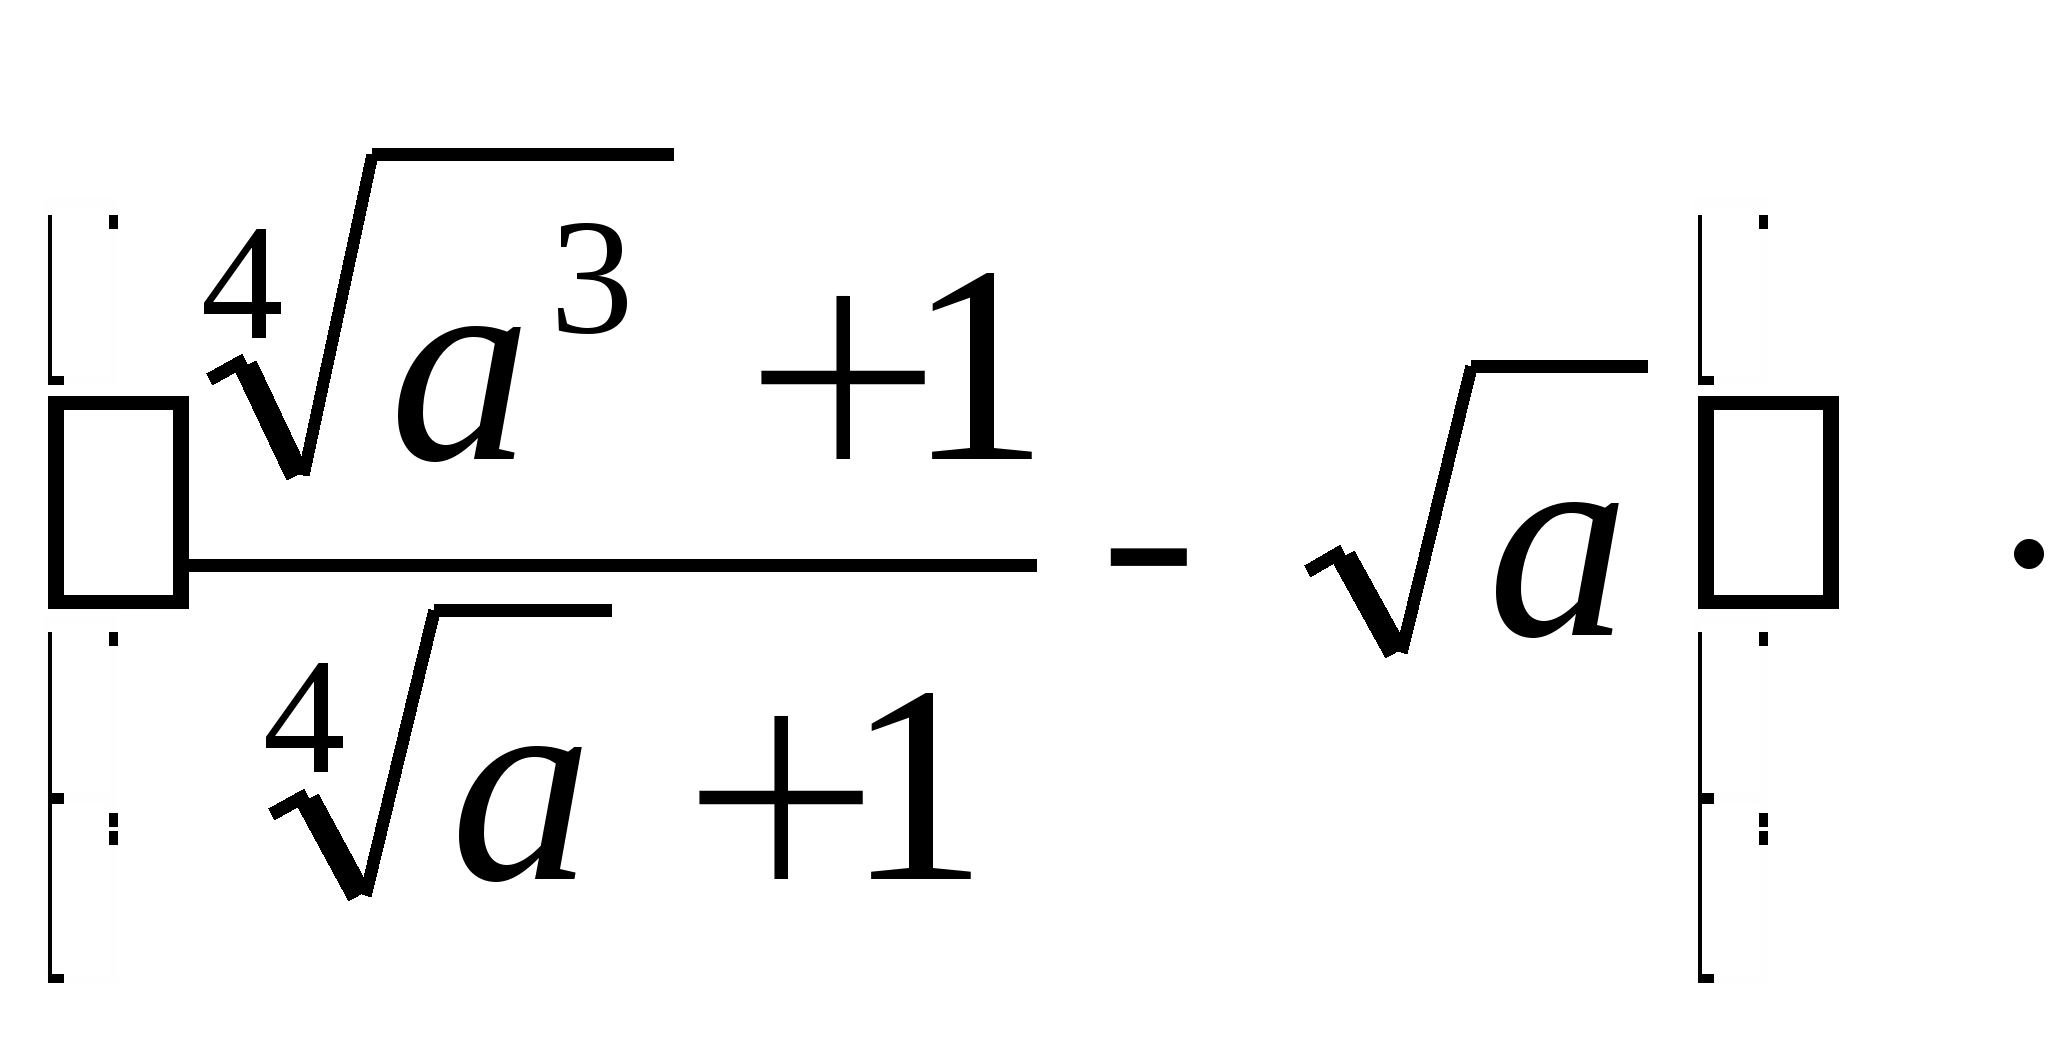 (⁴√a³ + 1)/(⁴√a + 1) - √a ·